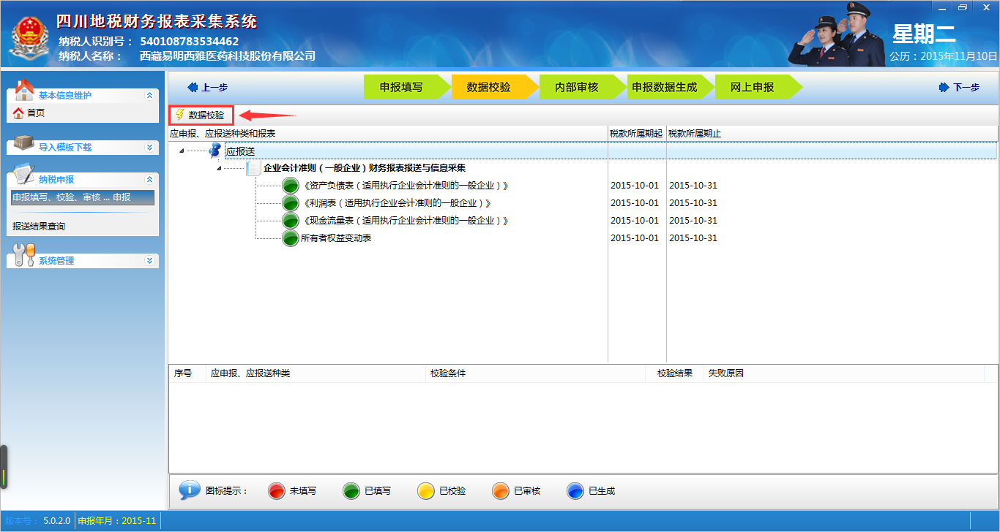 四川地税财务报表采集系统
纳税人识别号： 540108783534462
纳税人名称： 西藏易明西雅医药科技股份有限公司
星期二
公历：2015年11月10日
基本信息维护
首页
导入模板下载
纳税申报
申报填写、校验、审核 ... 申报
报送结果查询
系统管理
上一步
申报填写
数据校验
内部审核
申报数据生成
网上申报
下一步
数据校验
应申报、应报送种类和报表 税款所属期起 税款所属期止
应报送
企业会计准则（一般企业）财务报表报送与信息采集
《资产负债表（适用执行企业会计准则的一般企业）》 2015-10-01 2015-10-31
《利润表（适用执行企业会计准则的一般企业）》 2015-10-01 2015-10-31
《现金流量表（适用执行企业会计准则的一般企业）》 2015-10-01 2015-10-31
所有者权益变动表 2015-10-01 2015-10-31
序号 应申报、应报送种类 校验条件 校验结果 失败原因
图标提示： 未填写 已填写 已校验 已审核 已生成
版本号： 5.0.2.0 申报年月：2015-11